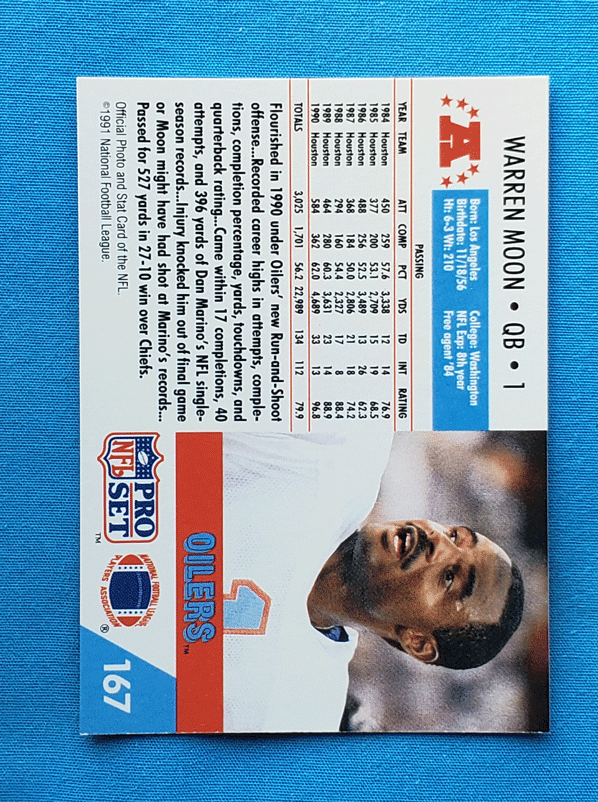 WARREN MOON • QB • 1
A
Born: Los Angeles College: Washington
Birthdate: 11/18/56 NFL Exp: 8th year
Ht: 6-3 Wt: 210 Free agent '84
PASSING
YEAR TEAM ATT COMP PCT YDS TD INT RATING
1984 Houston 450 259 57.6 3,338 12 14 76.9
1985 Houston 377 200 53.1 2,709 15 19 68.5
1986 Houston 488 256 52.5 3,489 13 26 62.3
1987 Houston 368 184 50.0 2,806 21 18 74.2
1988 Houston 294 160 54.4 2,327 17 8 88.4
1989 Houston 464 280 60.3 3,631 23 14 88.9
1990 Houston 584 362 62.0 4,689 33 13 96.8
TOTALS 3,025 1,701 56.2 22,989 134 112 79.9
Flourished in 1990 under Oilers' new Run-and-Shoot
offense....Recorded career highs in attempts, comple-
tions, completion percentage, yards, touchdowns, and
quarterback rating...Came within 17 completions, 40
attempts, and 396 yards of Dan Marino's NFL single-
season records....Injury knocked him out of final game
or Moon might have had shot at Marino's records...
Passed for 527 yards in 27-10 win over Chiefs.
Official Photo and Stat Card of the NFL.
©1991 National Football League.
1
OILERS™
PRO
NFL
SET
™
NATIONAL FOOTBALL LEAGUE
PLAYERS ASSOCIATION
®
167